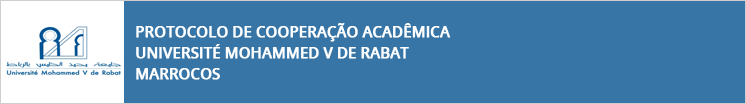 جامعة محمد الخامس بالرباط
Université Mohammed V de Rabat
PROTOCOLO DE COOPERAÇÃO ACADÊMICA
UNIVERSITÉ MOHAMMED V DE RABAT
MARROCOS